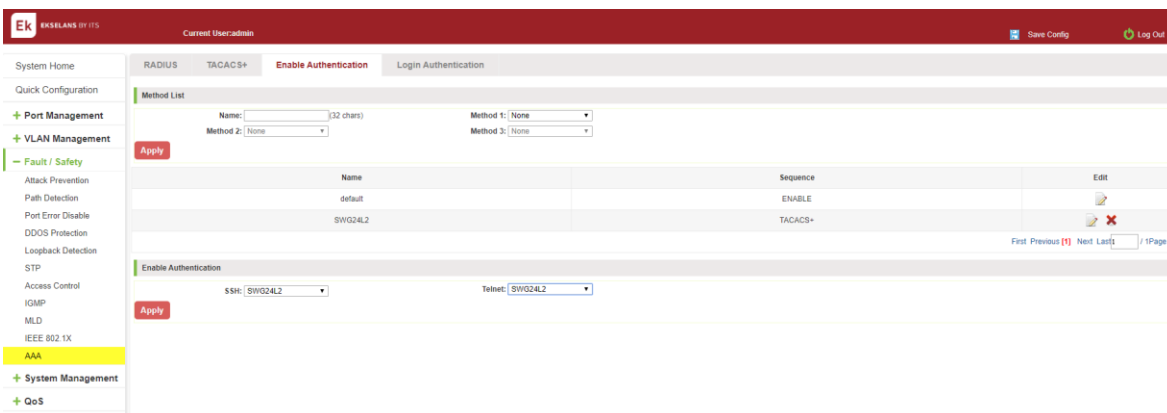 Ek EKSELANS BY ITS
Current User:admin
Save Config
Log Out
System Home
Quick Configuration
+ Port Management
+ VLAN Management
− Fault / Safety
Attack Prevention
Path Detection
Port Error Disable
DDOS Protection
Loopback Detection
STP
Access Control
IGMP
MLD
IEEE 802.1X
AAA
+ System Management
+ QoS
RADIUS TACACS+ Enable Authentication Login Authentication
Method List
Name: (32 chars) Method 1: None
Method 2: None Method 3: None
Apply
Name Sequence Edit
default ENABLE
SWG24L2 TACACS+
First Previous [1] Next Last 1 / 1Page
Enable Authentication
SSH: SWG24L2 Telnet: SWG24L2
Apply